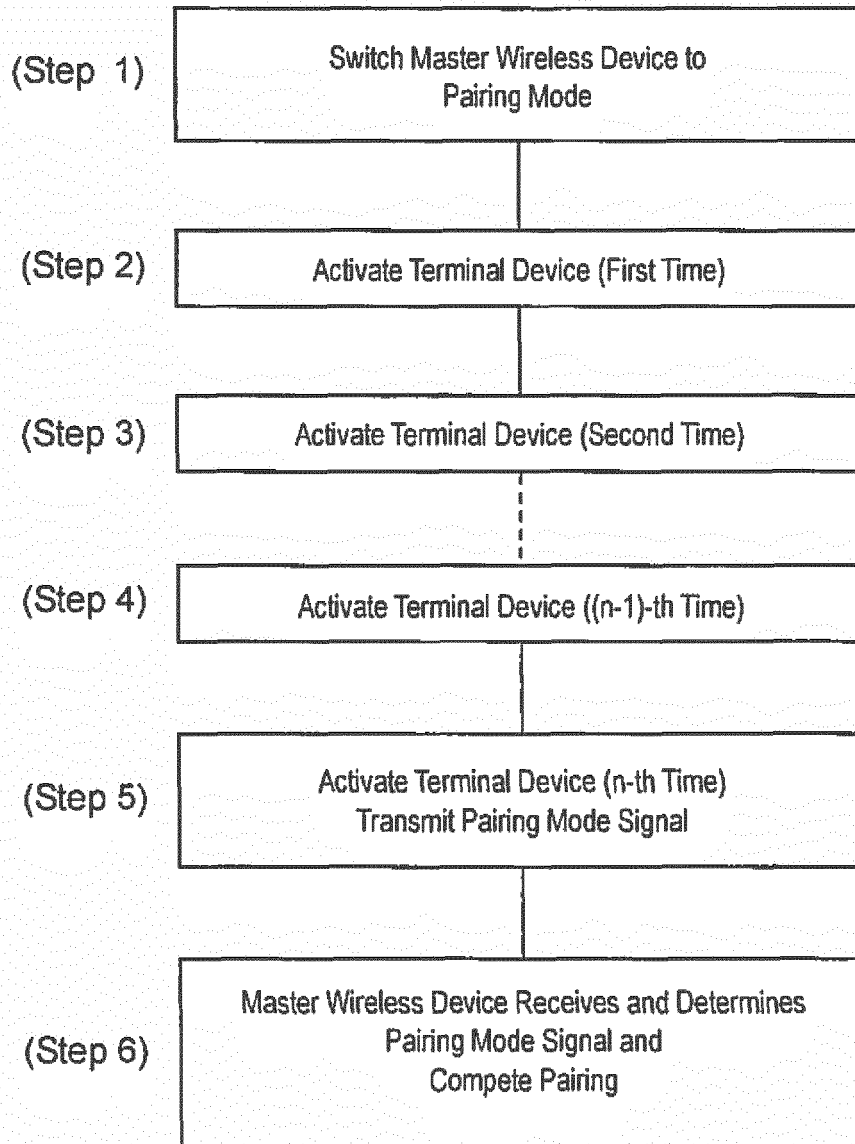 (Step 1)
Switch Master Wireless Device to
Pairing Mode
(Step 2)
Activate Terminal Device (First Time)
(Step 3)
Activate Terminal Device (Second Time)
(Step 4)
Activate Terminal Device ((n-1)-th Time)
(Step 5)
Activate Terminal Device (n-th Time)
Transmit Pairing Mode Signal
(Step 6)
Master Wireless Device Receives and Determines
Pairing Mode Signal and
Compete Pairing